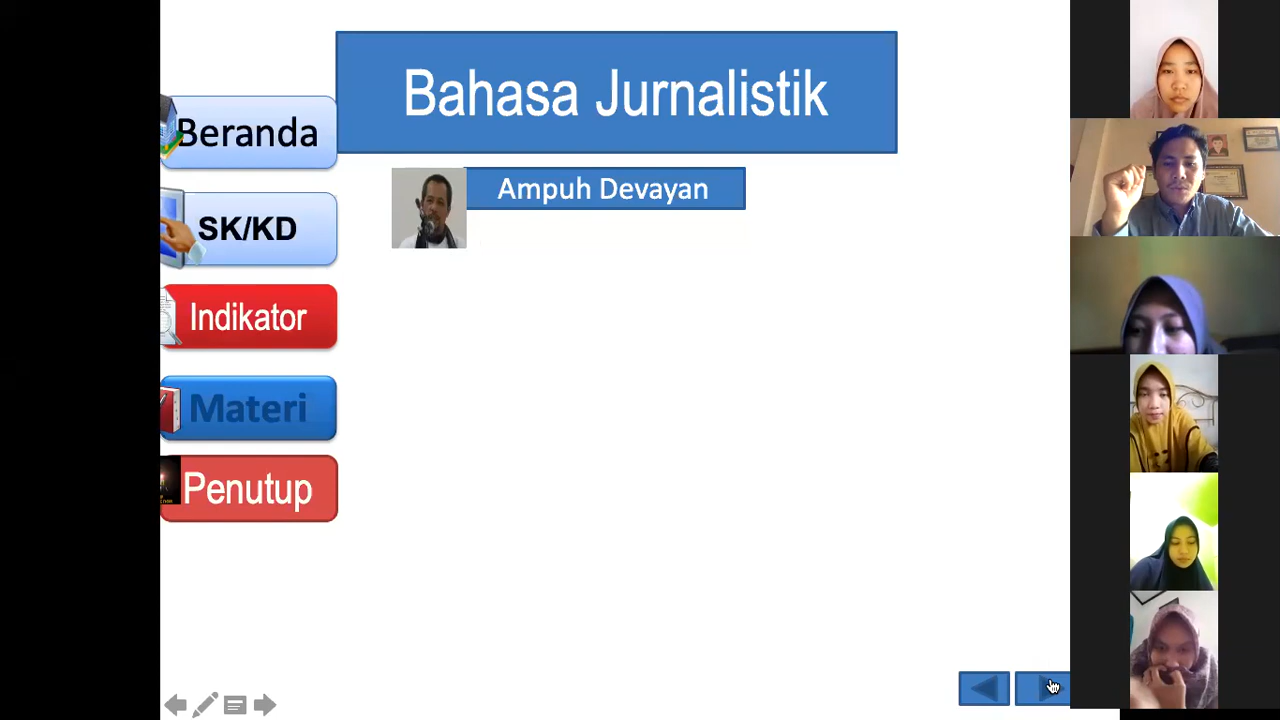 Bahasa Jurnalistik
Ampuh Devayan
Beranda
SK/KD
Indikator
Materi
Penutup